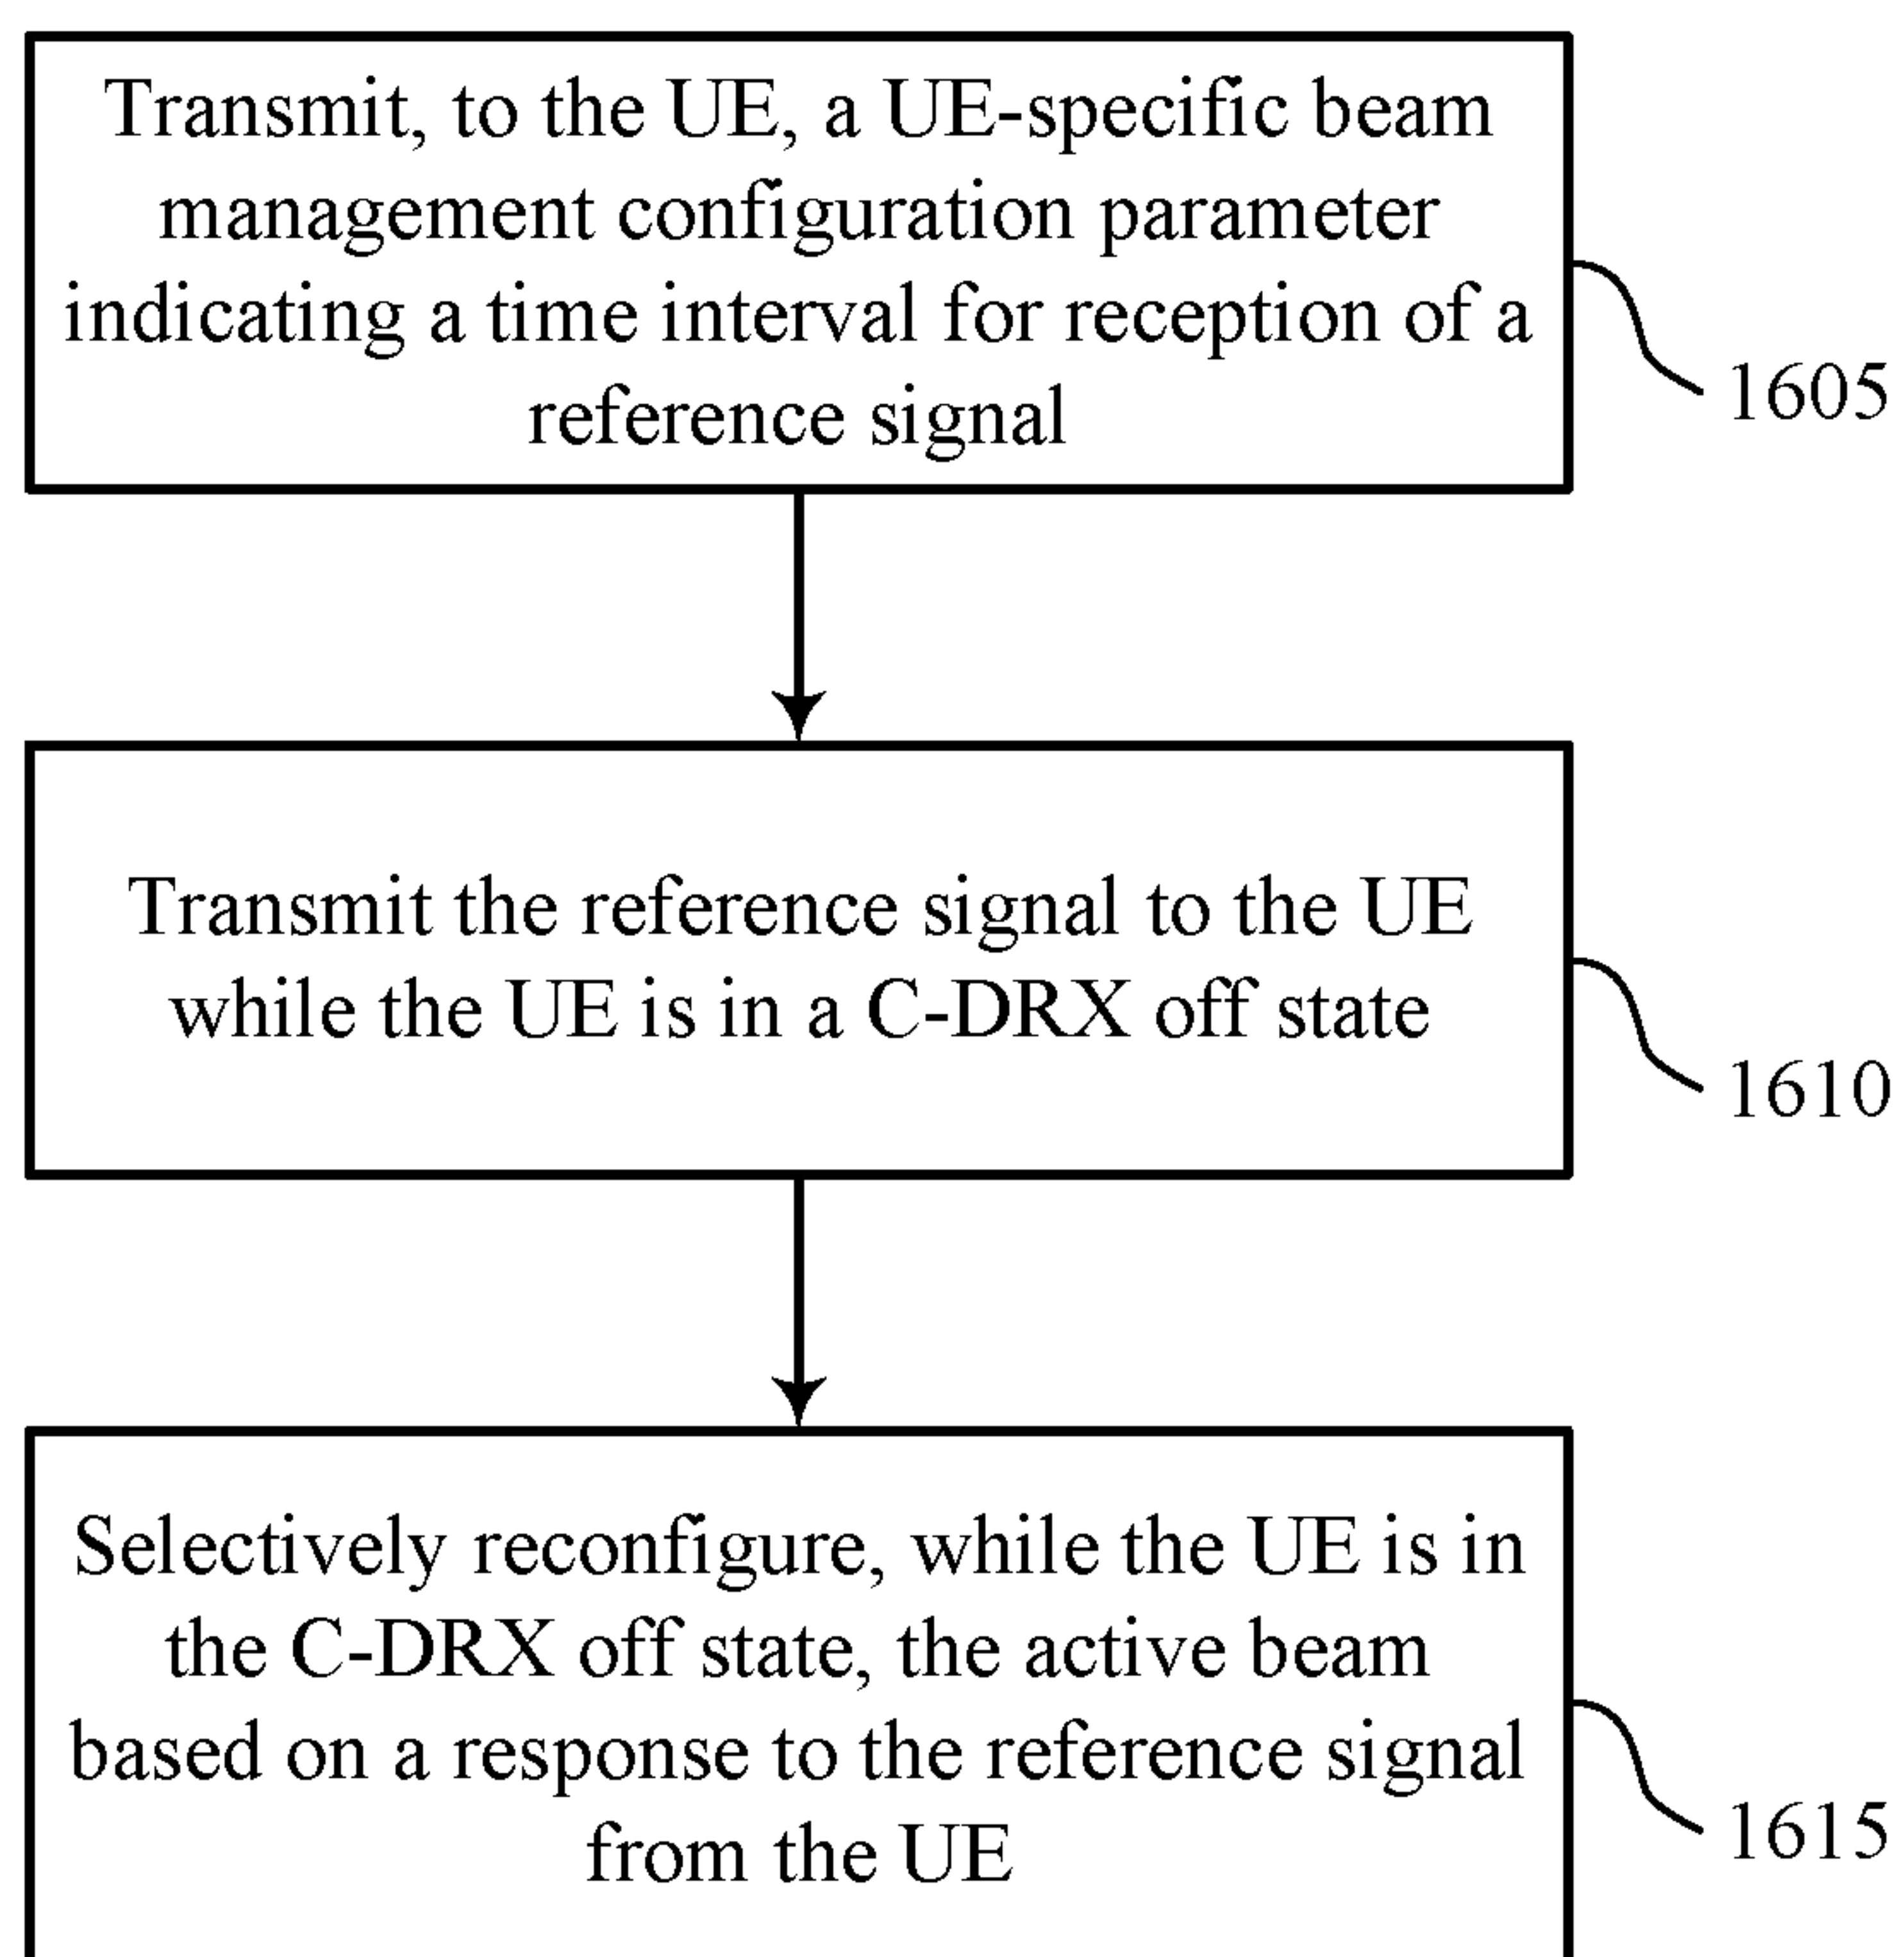 Transmit, to the UE, a UE-specific beam
management configuration parameter
indicating a time interval for reception of a
reference signal
1605
Transmit the reference signal to the UE
while the UE is in a C-DRX off state
1610
Selectively reconfigure, while the UE is in
the C-DRX off state, the active beam
based on a response to the reference signal
from the UE
1615